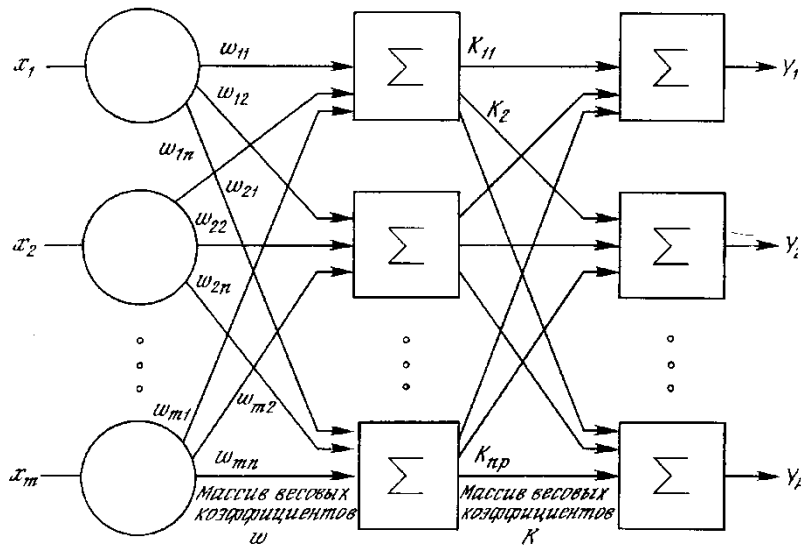 x₁
w₁₁
Σ
K₁₁
Σ
y₁
w₁₂
K₂
w₁ₙ
w₂₁
x₂
w₂₂
Σ
Σ
y₂
w₂ₙ
wₘ₁
wₘ₂
xₘ
wₘₙ
Σ
Kₙₚ
Σ
Массив весовых
коэффициентов
w
Массив весовых
коэффициентов
K